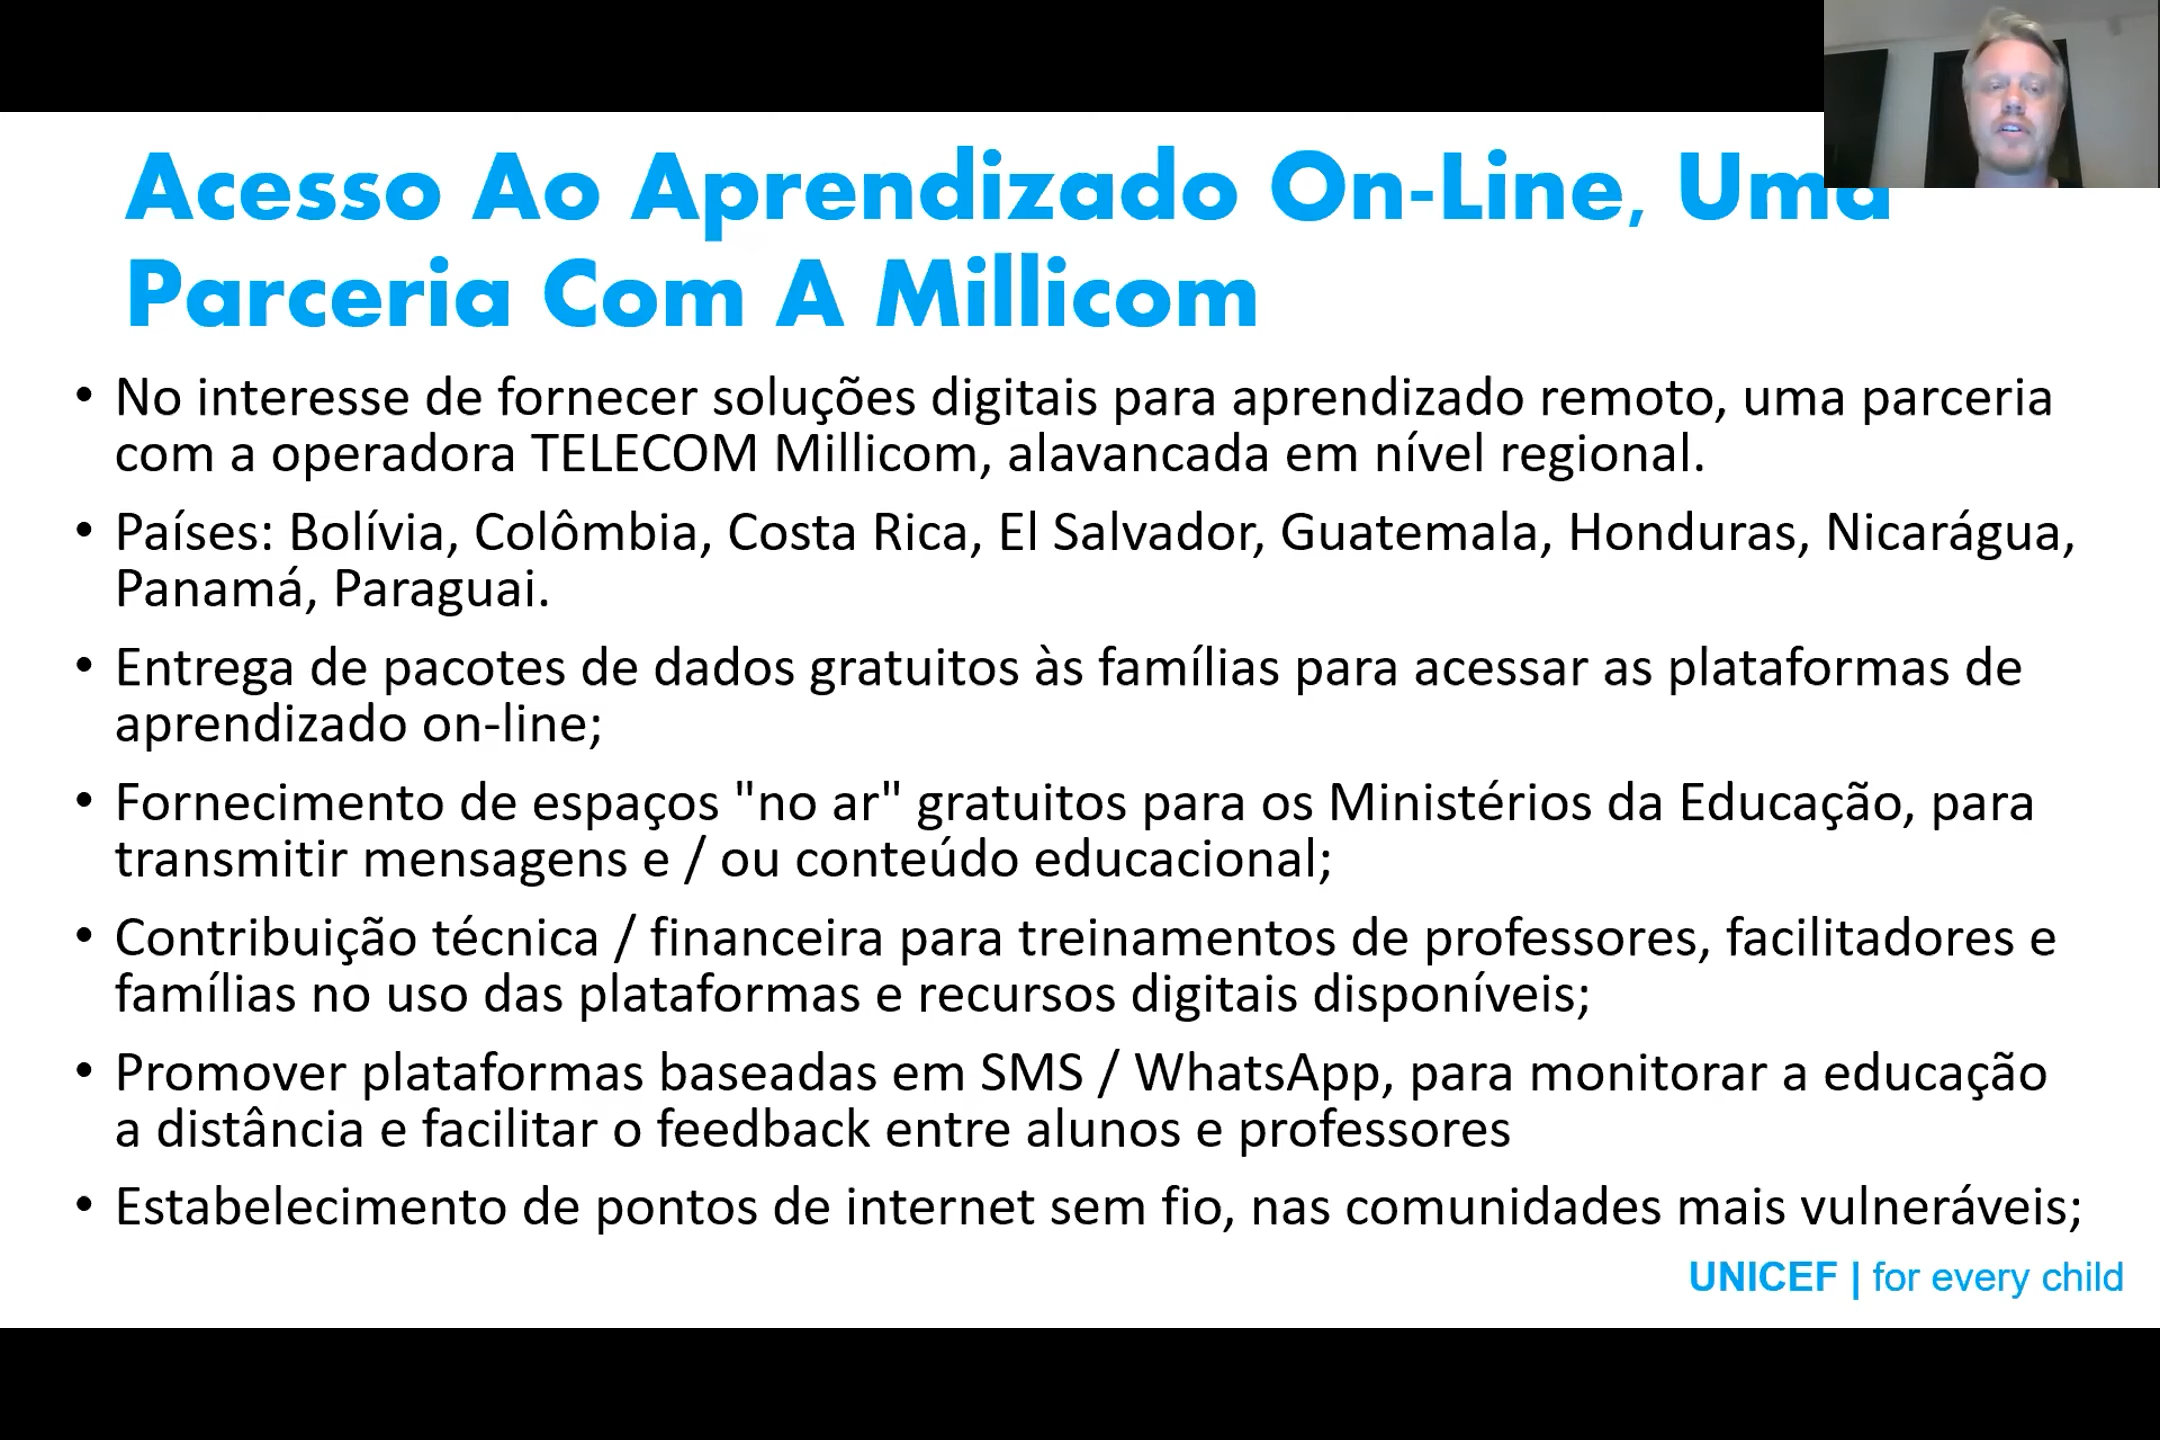 Acesso Ao Aprendizado On-Line, Uma
Parceria Com A Millicom
• No interesse de fornecer soluções digitais para aprendizado remoto, uma parceria
com a operadora TELECOM Millicom, alavancada em nível regional.
• Países: Bolívia, Colômbia, Costa Rica, El Salvador, Guatemala, Honduras, Nicarágua,
Panamá, Paraguai.
• Entrega de pacotes de dados gratuitos às famílias para acessar as plataformas de
aprendizado on-line;
• Fornecimento de espaços "no ar" gratuitos para os Ministérios da Educação, para
transmitir mensagens e / ou conteúdo educacional;
• Contribuição técnica / financeira para treinamentos de professores, facilitadores e
famílias no uso das plataformas e recursos digitais disponíveis;
• Promover plataformas baseadas em SMS / WhatsApp, para monitorar a educação
a distância e facilitar o feedback entre alunos e professores
• Estabelecimento de pontos de internet sem fio, nas comunidades mais vulneráveis;
UNICEF | for every child